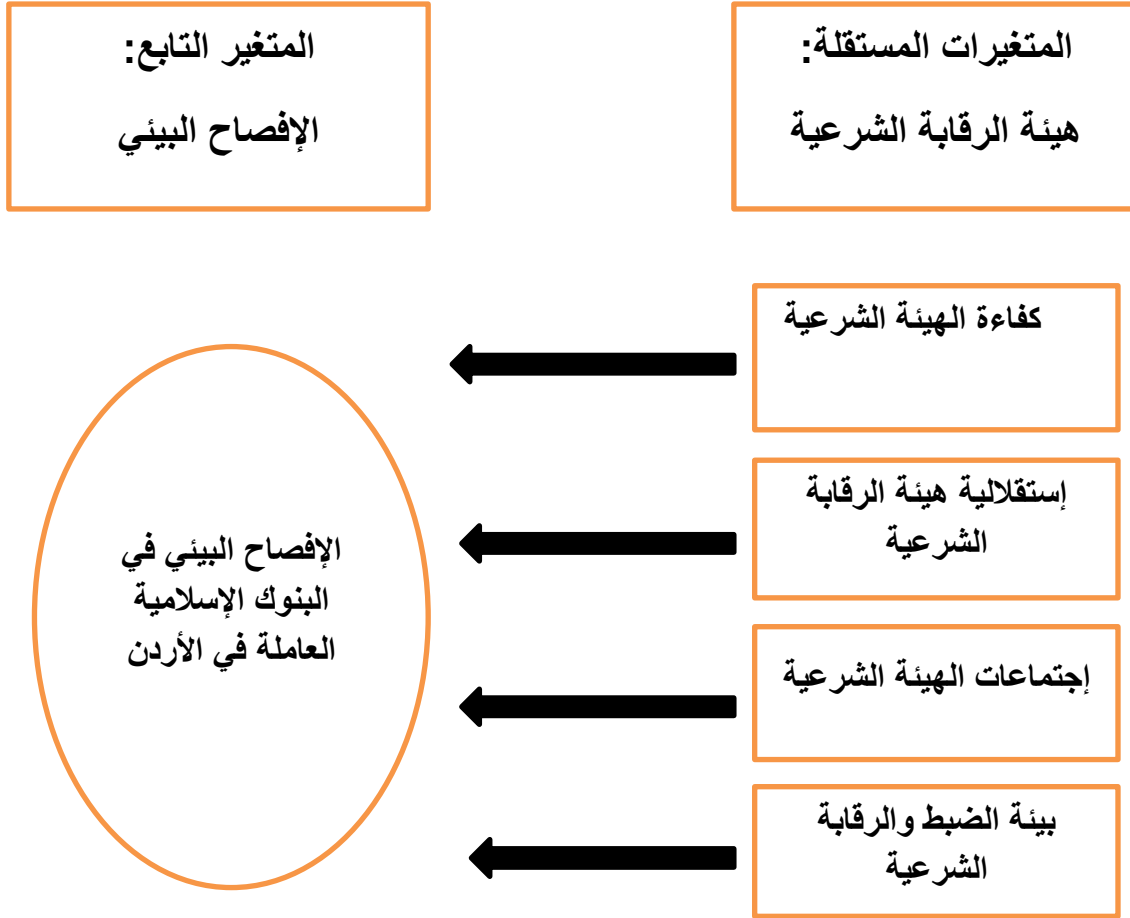 المتغيرات المستقلة:
هيئة الرقابة الشرعية
المتغير التابع:
الإفصاح البيئي
كفاءة الهيئة الشرعية
إستقلالية هيئة الرقابة
الشرعية
إجتماعات الهيئة الشرعية
بيئة الضبط والرقابة
الشرعية
الإفصاح البيئي في
البنوك الإسلامية
العاملة في الأردن